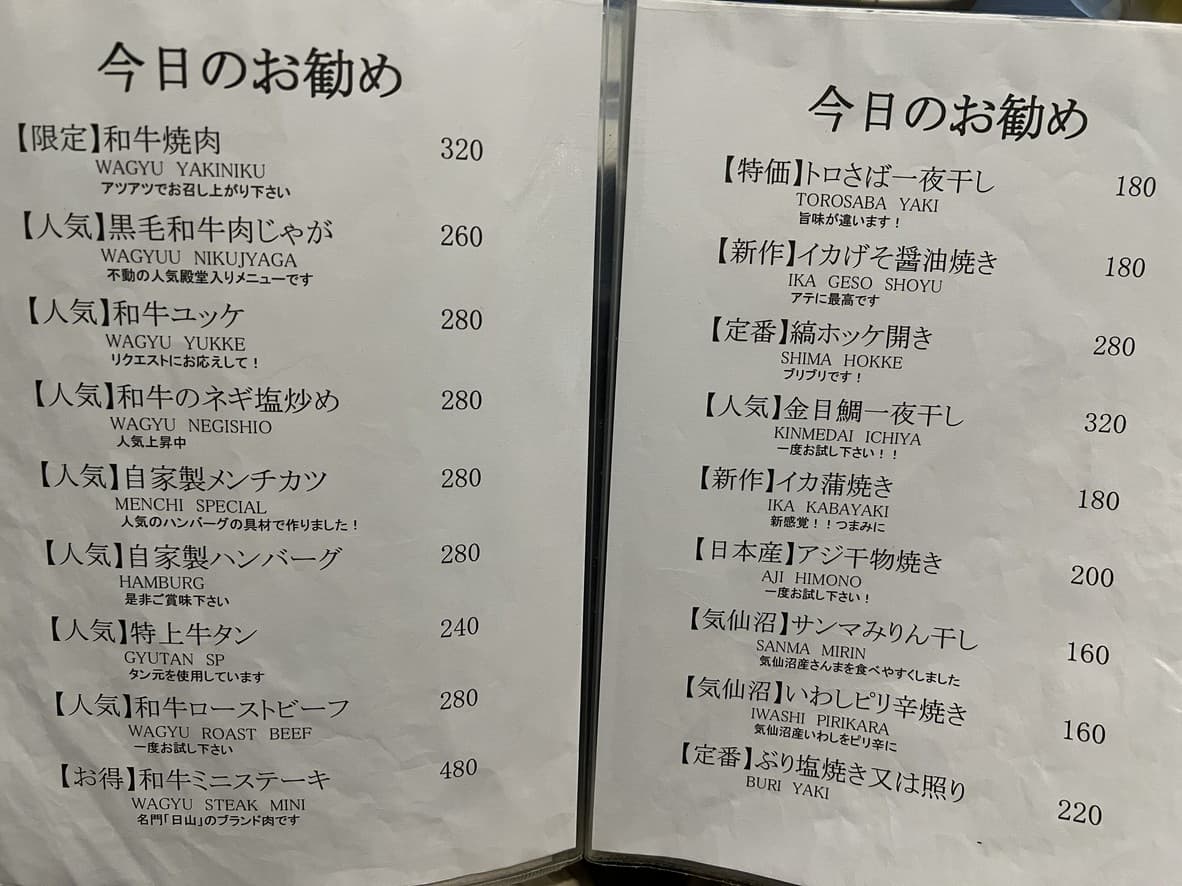 今日のお勧め
【限定】和牛焼肉 320
WAGYU YAKINIKU
アツアツでお召し上がり下さい
【人気】黒毛和牛肉じゃが 260
WAGYUU NIKUJYAGA
不動の人気殿堂入りメニューです
【人気】和牛ユッケ 280
WAGYU YUKKE
リクエストにお応えして！
【人気】和牛のネギ塩炒め 280
WAGYU NEGISHIO
人気上昇中
【人気】自家製メンチカツ 280
MENCHI SPECIAL
人気のハンバーグの具材で作りました！
【人気】自家製ハンバーグ 280
HAMBURG
是非ご賞味下さい
【人気】特上牛タン 240
GYUTAN SP
タン元を使用しています
【人気】和牛ローストビーフ 280
WAGYU ROAST BEEF
一度お試し下さい
【お得】和牛ミニステーキ 480
WAGYU STEAK MINI
名門「日山」のブランド肉です
今日のお勧め
【特価】トロさば一夜干し 180
TOROSABA YAKI
旨味が違います！
【新作】イカげそ醤油焼き 180
IKA GESO SHOYU
アテに最高です
【定番】縞ホッケ開き 280
SHIMA HOKKE
プリプリです！
【人気】金目鯛一夜干し 320
KINMEDAI ICHIYA
一度お試し下さい！！
【新作】イカ蒲焼き 180
IKA KABAYAKI
新感覚！！つまみに
【日本産】アジ干物焼き 200
AJI HIMONO
一度お試し下さい！
【気仙沼】サンマみりん干し 160
SANMA MIRIN
気仙沼産さんまを食べやすくしました
【気仙沼】いわしピリ辛焼き 160
IWASHI PIRIKARA
気仙沼産いわしをピリ辛に
【定番】ぶり塩焼き又は照り 220
BURI YAKI